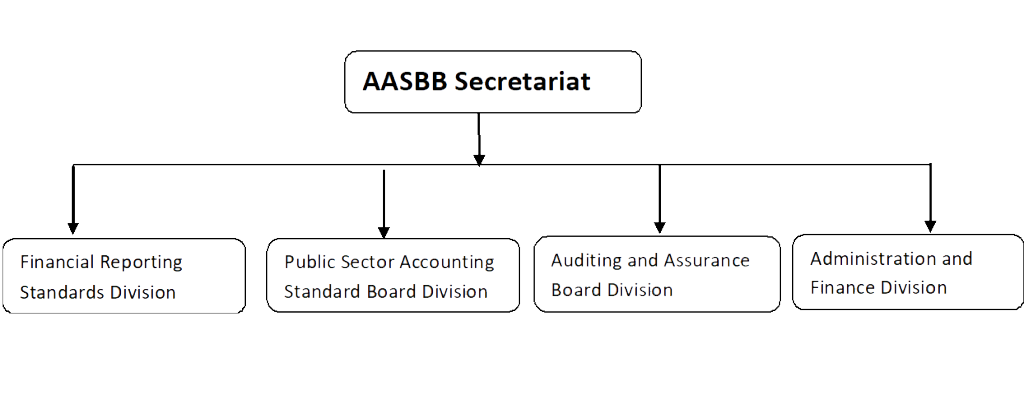 AASBB Secretariat
Financial Reporting
Standards Division
Public Sector Accounting
Standard Board Division
Auditing and Assurance
Board Division
Administration and
Finance Division